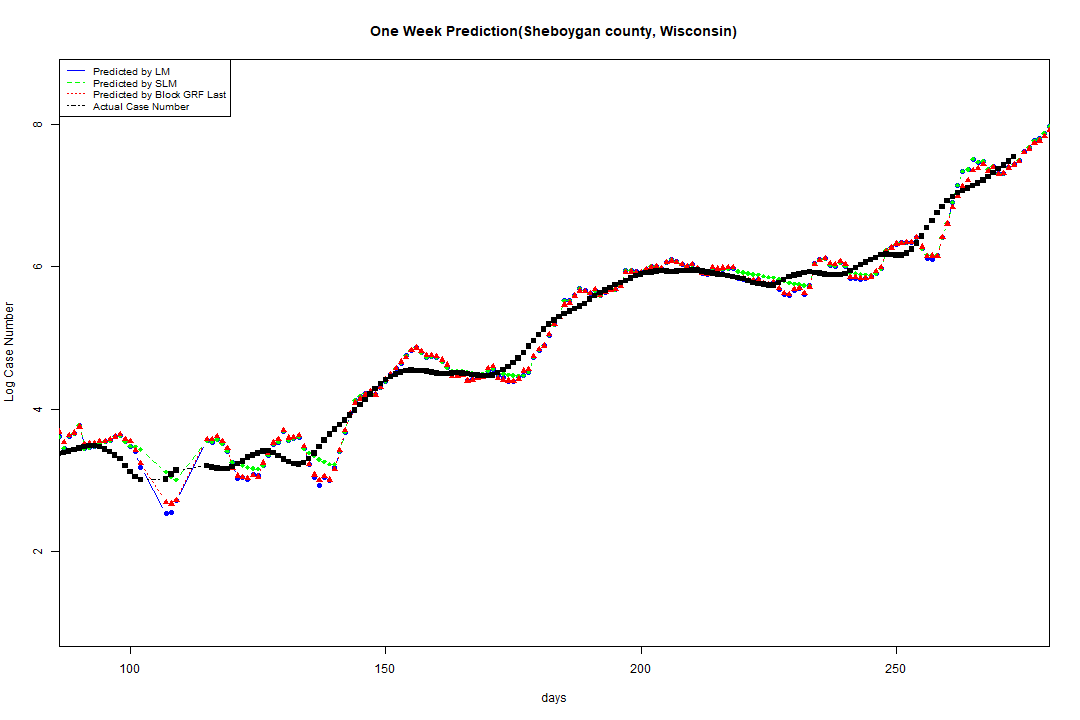 One Week Prediction(Sheboygan county, Wisconsin)
Predicted by LM
Predicted by SLM
Predicted by Block GRF Last
Actual Case Number
8
6
4
2
Log Case Number
100 150 200 250
days